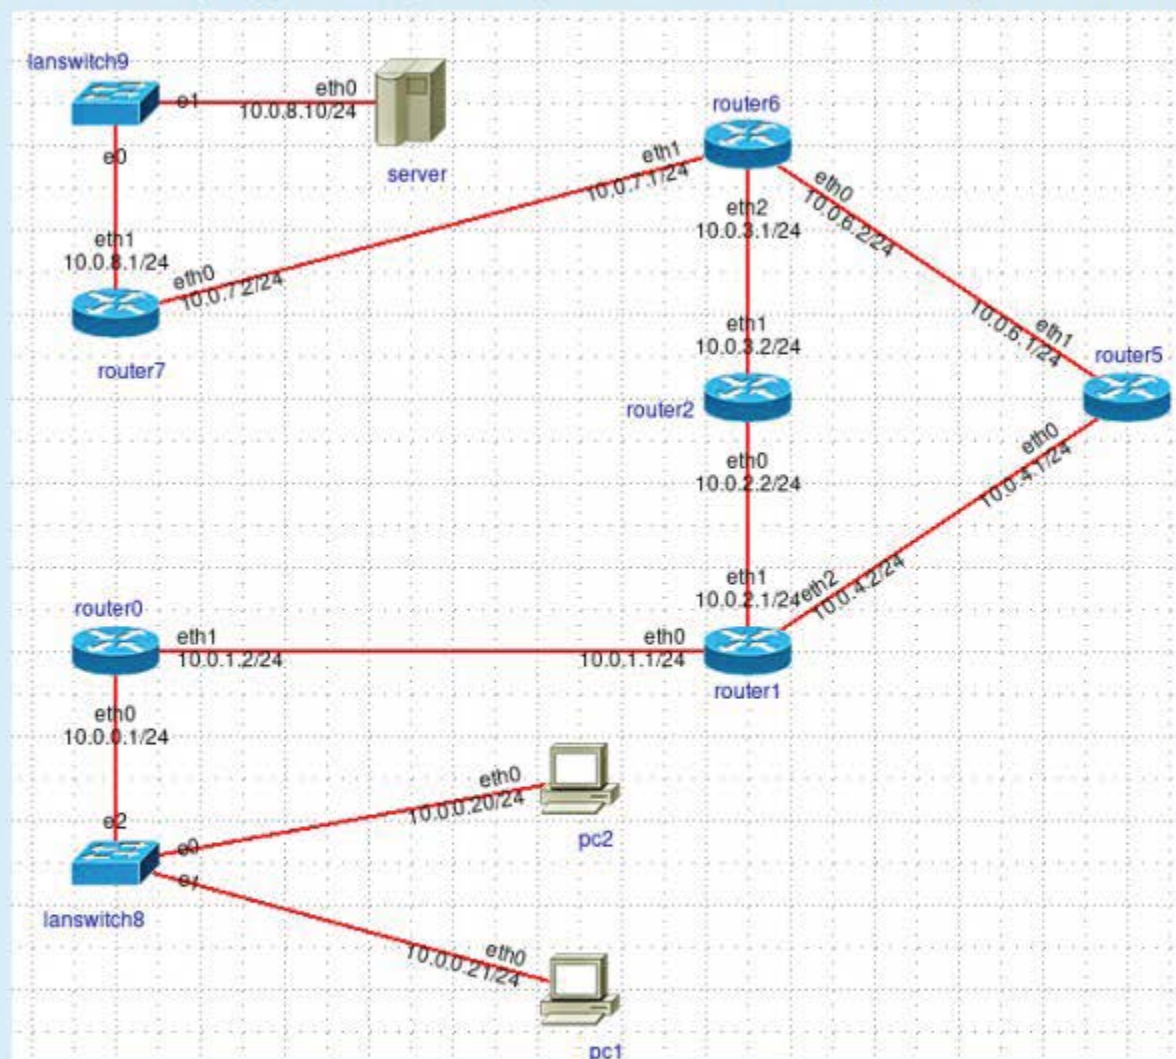 lanswitch9
e1
eth0
10.0.8.10/24
server
e0
router6
eth1
10.0.7.1/24
eth0
10.0.6.2/24
eth2
10.0.3.1/24
eth1
10.0.8.1/24
eth0
10.0.7.2/24
router7
eth1
10.0.3.2/24
router2
eth1
10.0.6.1/24
router5
eth0
10.0.4.1/24
eth0
10.0.2.2/24
eth1
10.0.2.1/24
eth2
10.0.4.2/24
router0
eth1
10.0.1.2/24
eth0
10.0.1.1/24
router1
eth0
10.0.0.1/24
e2
e0
e1
lanswitch8
eth0
10.0.0.20/24
pc2
eth0
10.0.0.21/24
pc1